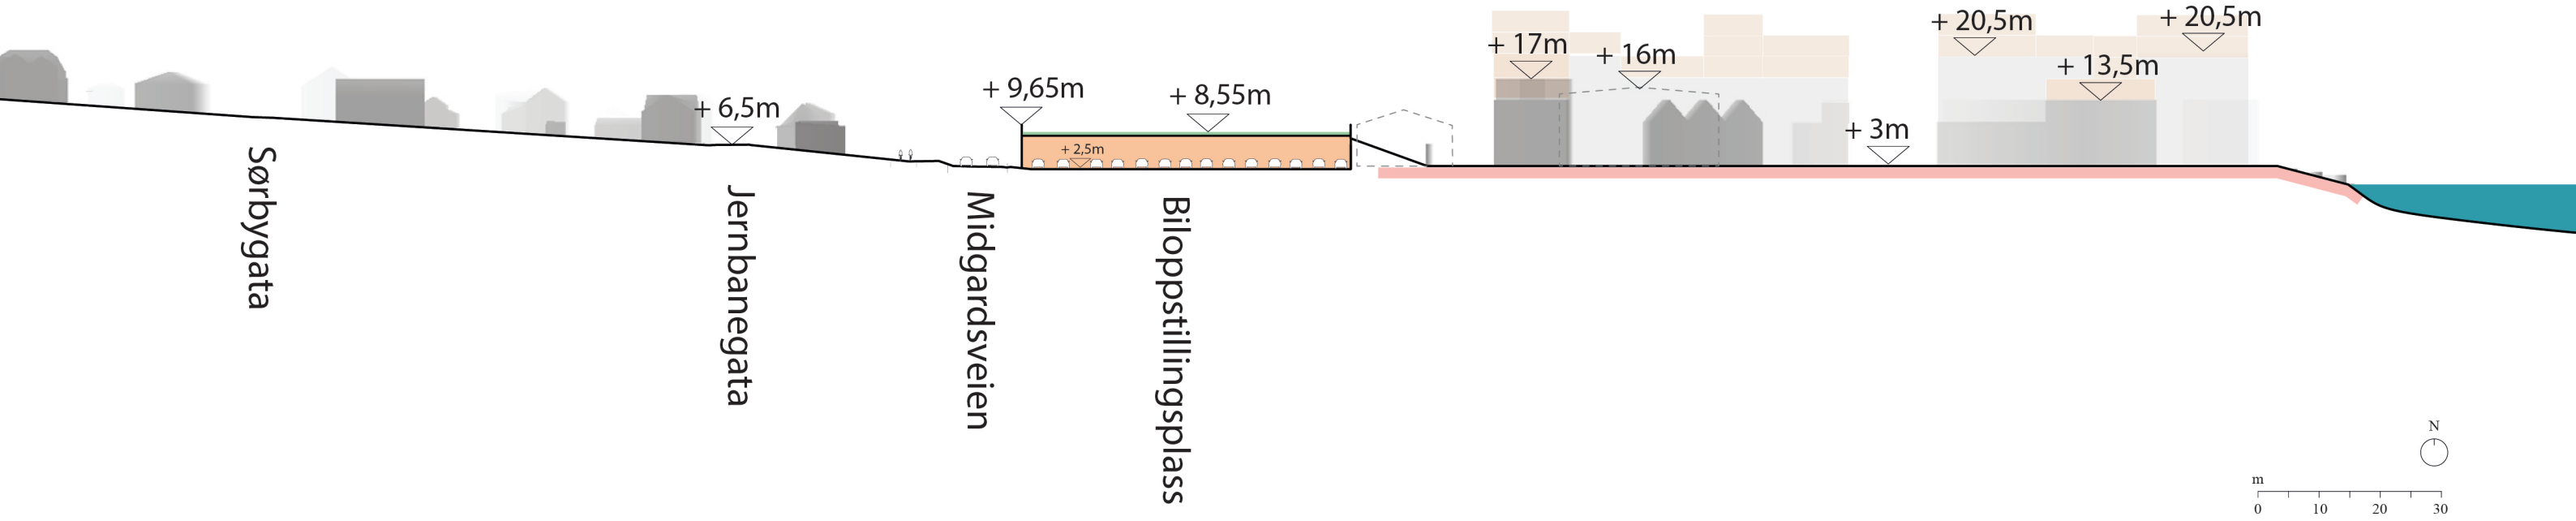 + 6,5m
+ 9,65m
+ 8,55m
+ 2,5m
+ 17m
+ 16m
+ 3m
+ 20,5m
+ 13,5m
+ 20,5m
Sørbygata
Jernbanegata
Midgardsveien
Biloppstillingsplass
N
m
0 10 20 30